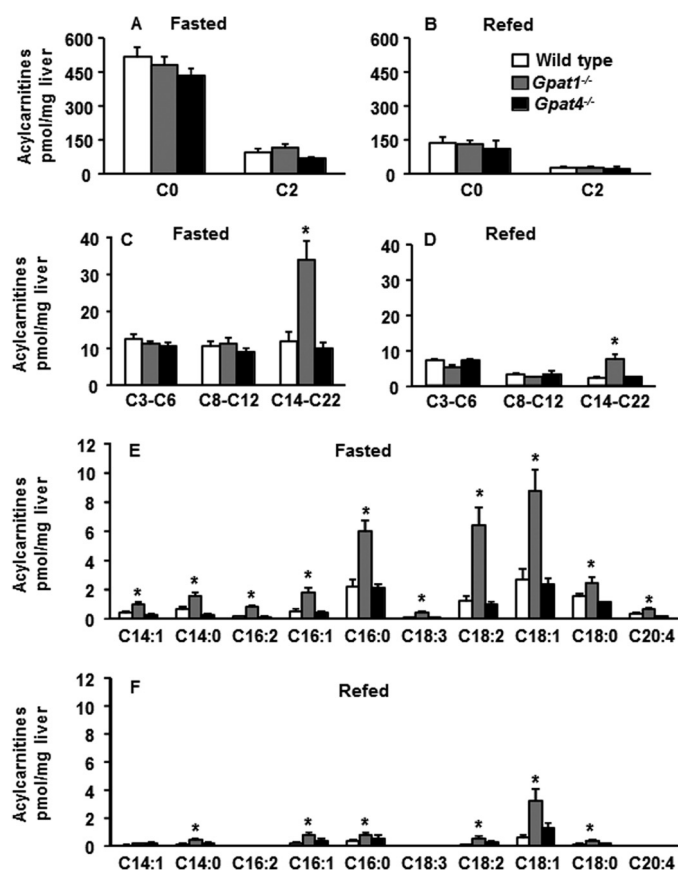 A Fasted
B Refed
Acylcarnitines
pmol/mg liver
600
450
300
150
0
C0 C2
600
450
300
150
0
C0 C2
Wild type
Gpat1-/-
Gpat4-/-
C Fasted
D Refed
Acylcarnitines
pmol/mg liver
40
30
20
10
0
*
C3-C6 C8-C12 C14-C22
40
30
20
10
0
*
C3-C6 C8-C12 C14-C22
E Fasted
Acylcarnitines
pmol/mg liver
12
10
8
6
4
2
0
* * * * * * * * * *
C14:1 C14:0 C16:2 C16:1 C16:0 C18:3 C18:2 C18:1 C18:0 C20:4
F Refed
Acylcarnitines
pmol/mg liver
12
10
8
6
4
2
0
* * * * * *
C14:1 C14:0 C16:2 C16:1 C16:0 C18:3 C18:2 C18:1 C18:0 C20:4